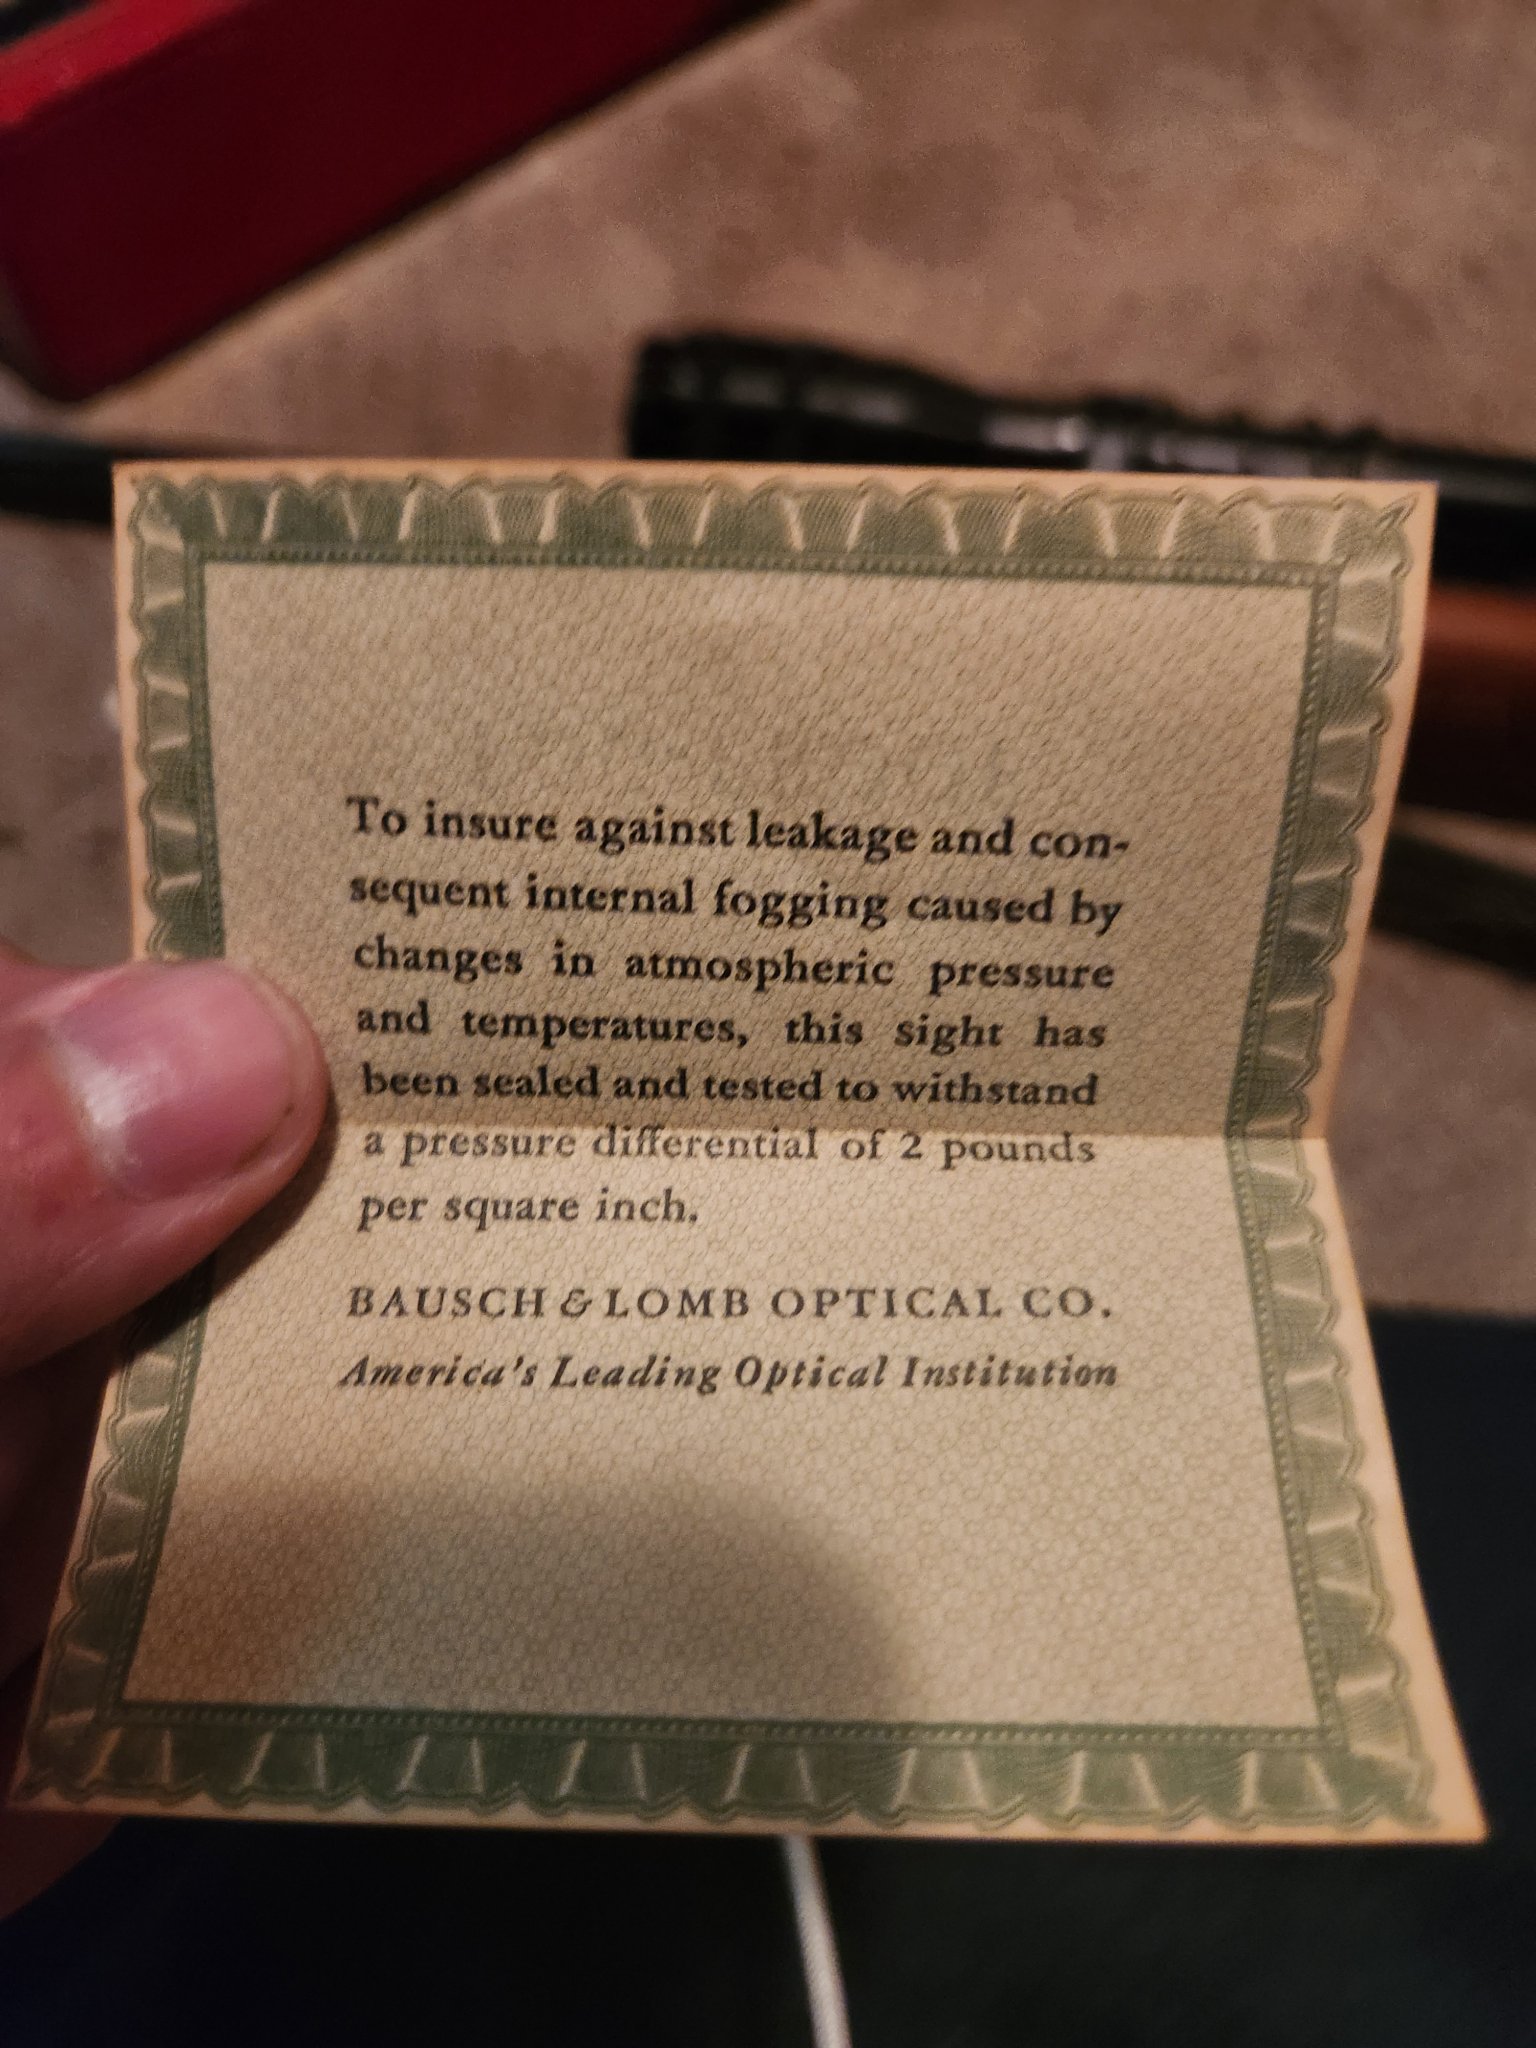 To insure against leakage and con-
sequent internal fogging caused by
changes in atmospheric pressure
and temperatures, this sight has
been sealed and tested to withstand
a pressure differential of 2 pounds
per square inch.
BAUSCH & LOMB OPTICAL CO.
America's Leading Optical Institution